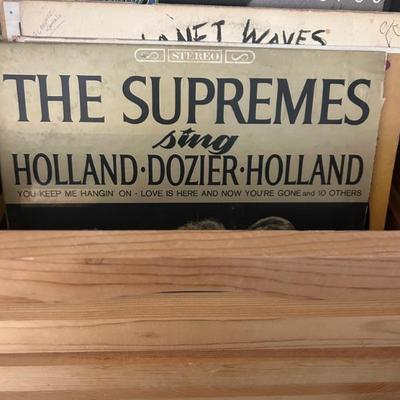 PLANET WAVES
STEREO
THE SUPREMES
sing
HOLLAND·DOZIER·HOLLAND
YOU KEEP ME HANGIN' ON · LOVE IS HERE AND NOW YOU'RE GONE and 10 OTHERS